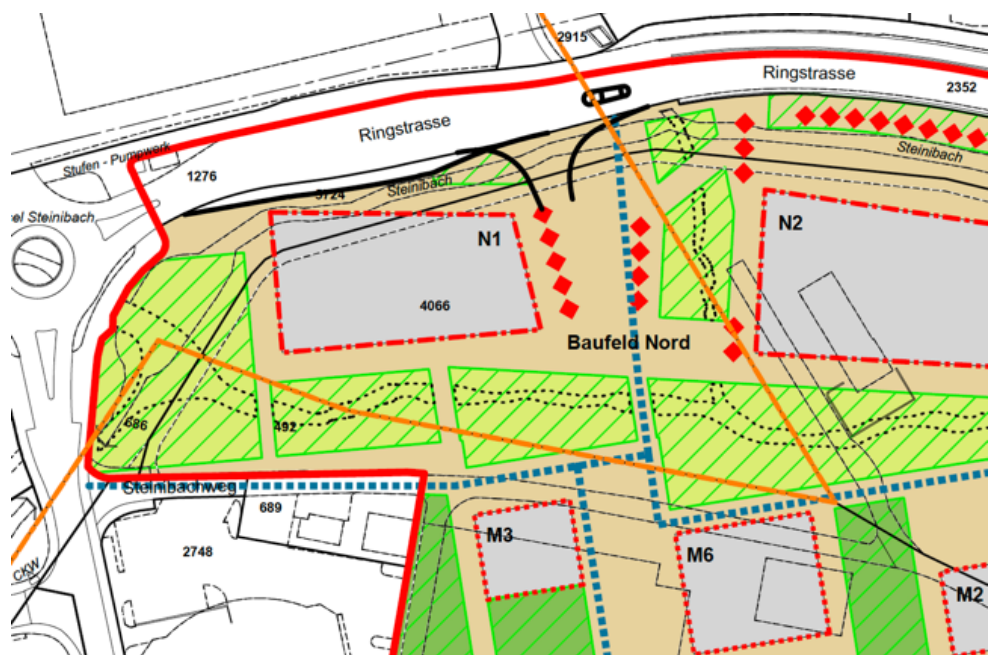 2915
Ringstrasse
2352
Ringstrasse
Stufen - Pumpwerk
1276
Steinibach
3724
Steinibach
el Steinibach
N1
N2
4066
Baufeld Nord
686
492
Steinibachweg
689
M3
2748
M6
CKW
M2